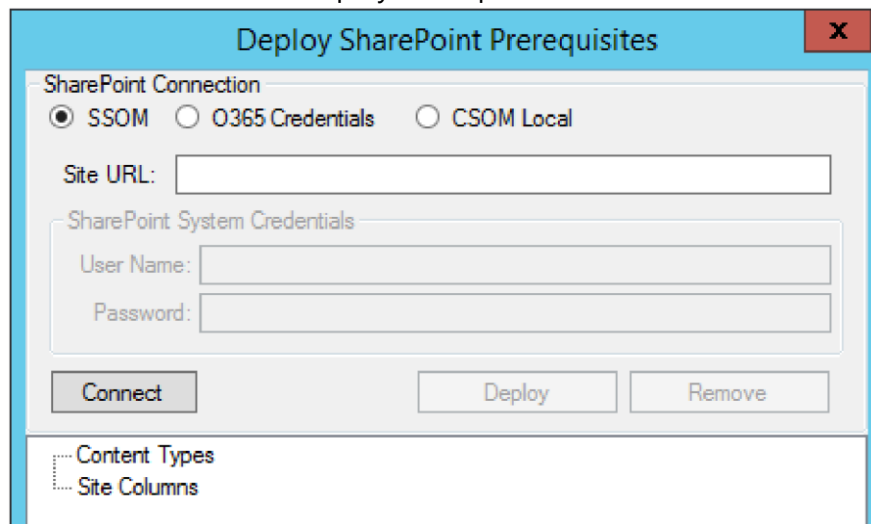 Deploy SharePoint Prerequisites
x
SharePoint Connection
SSOM O365 Credentials CSOM Local
Site URL:
SharePoint System Credentials
User Name:
Password:
Connect Deploy Remove
Content Types
Site Columns